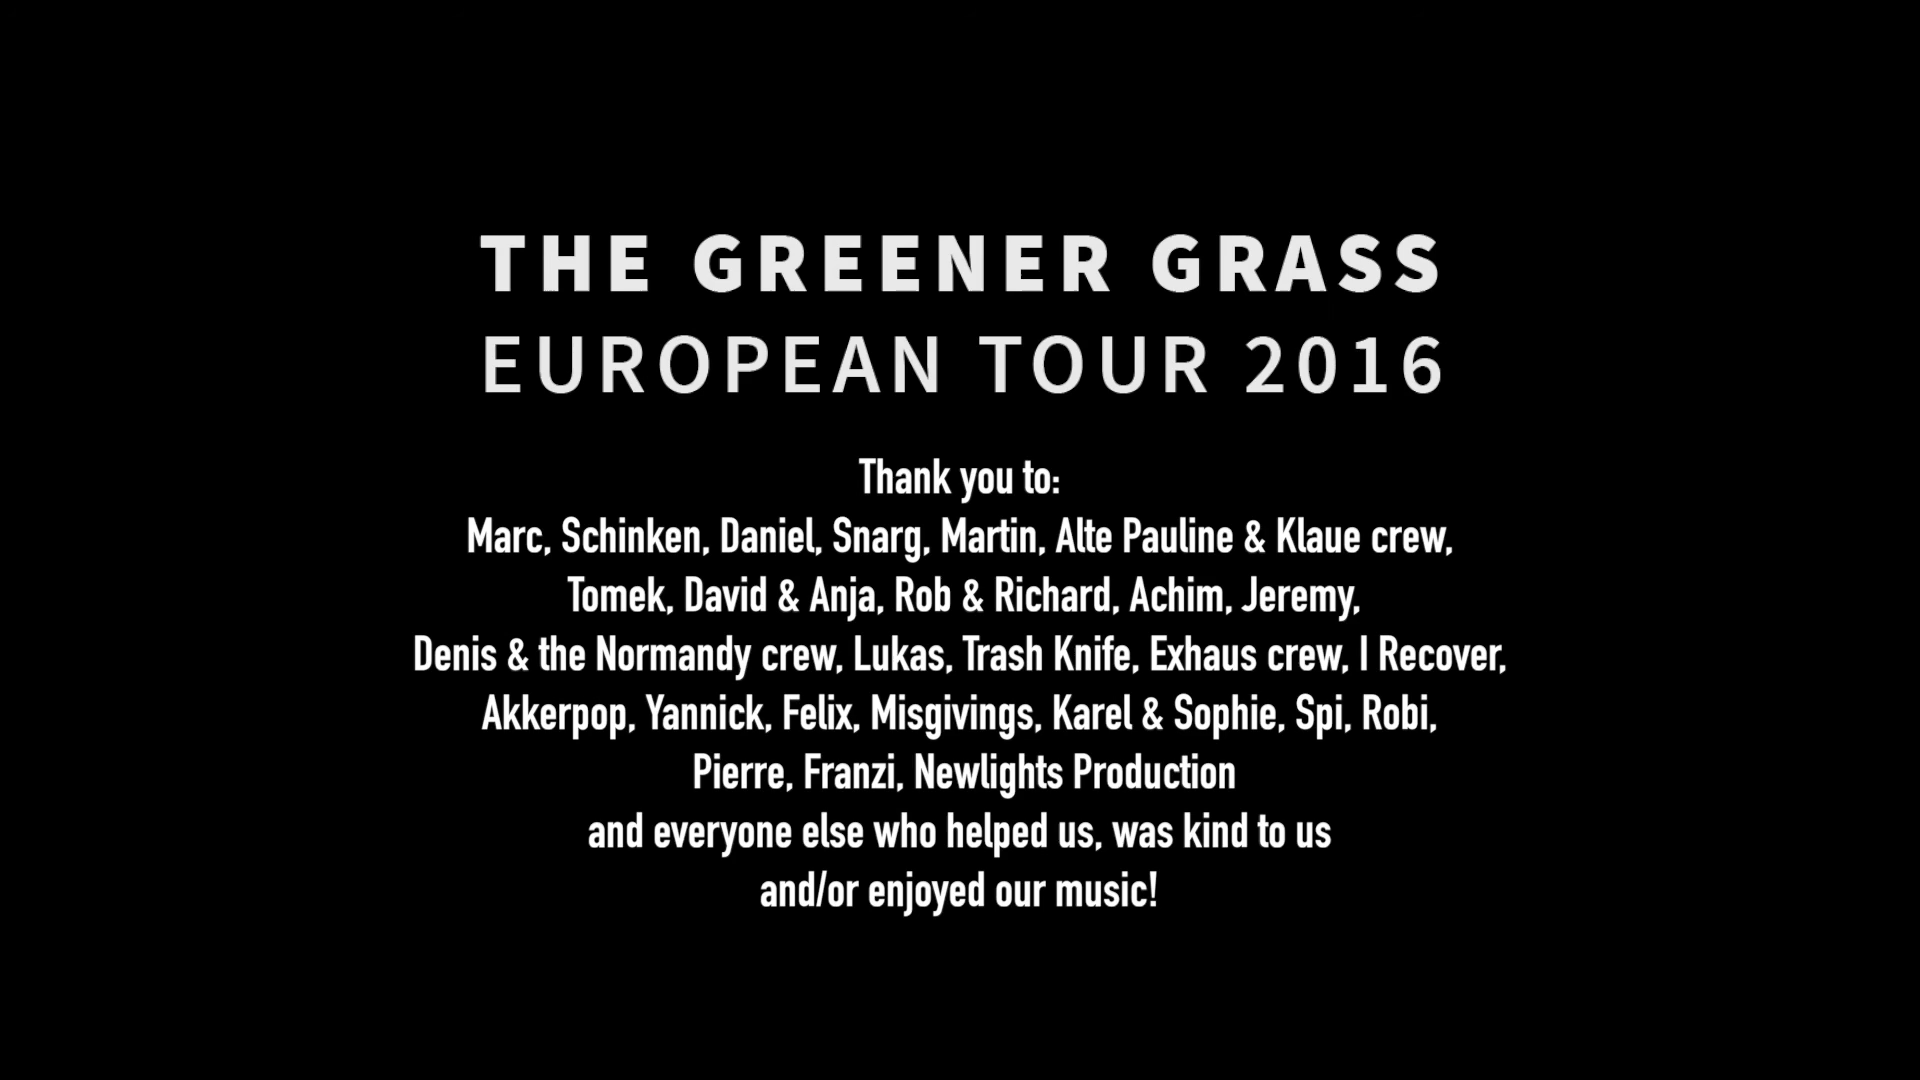 THE GREENER GRASS
EUROPEAN TOUR 2016
Thank you to:
Marc, Schinken, Daniel, Snarg, Martin, Alte Pauline & Klaue crew,
Tomek, David & Anja, Rob & Richard, Achim, Jeremy,
Denis & the Normandy crew, Lukas, Trash Knife, Exhaus crew, I Recover,
Akkerpop, Yannick, Felix, Misgivings, Karel & Sophie, Spi, Robi,
Pierre, Franzi, Newlights Production
and everyone else who helped us, was kind to us
and/or enjoyed our music!